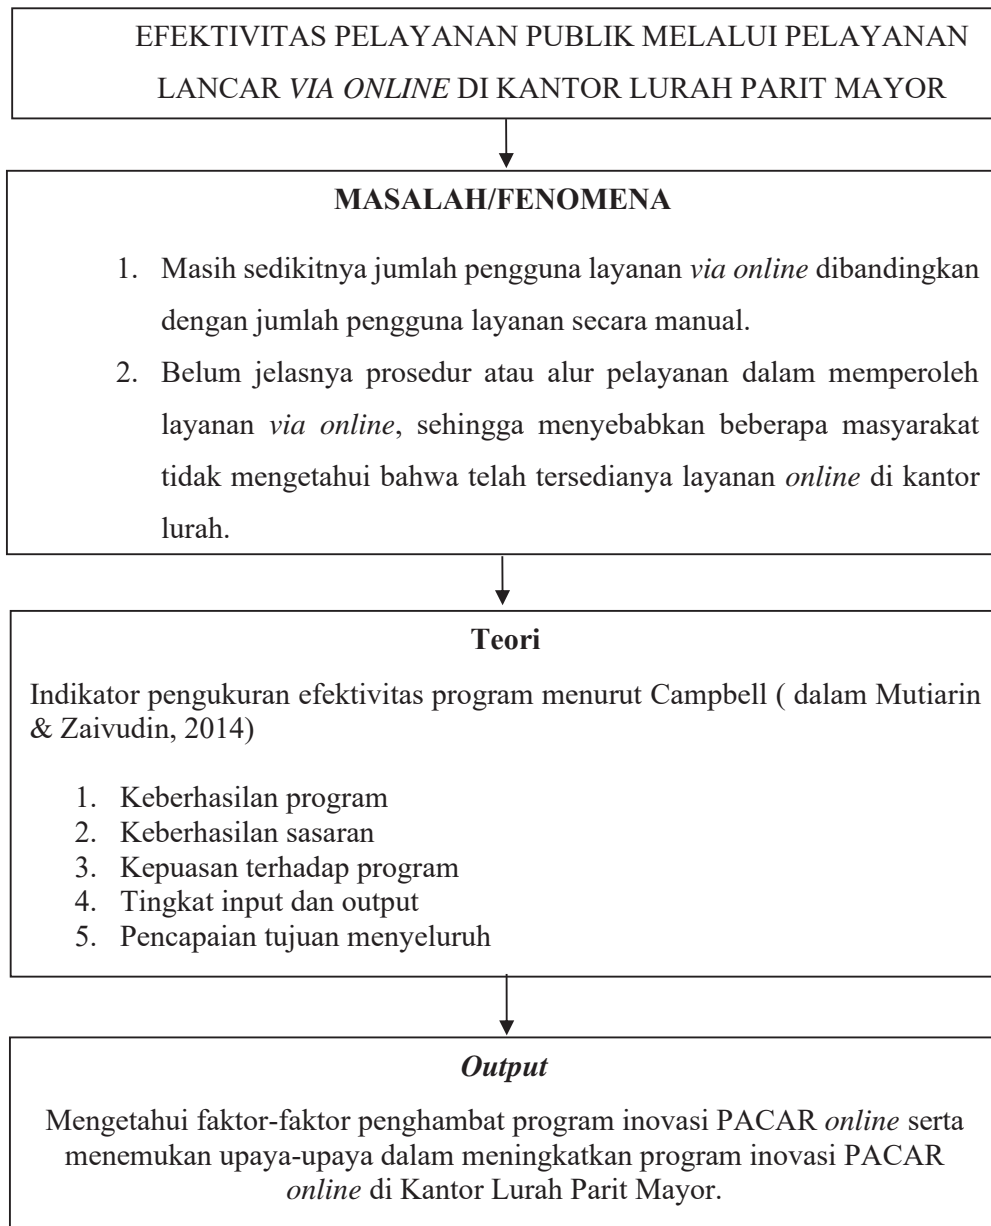 EFEKTIVITAS PELAYANAN PUBLIK MELALUI PELAYANAN
LANCAR VIA ONLINE DI KANTOR LURAH PARIT MAYOR
MASALAH/FENOMENA
1. Masih sedikitnya jumlah pengguna layanan via online dibandingkan
dengan jumlah pengguna layanan secara manual.
2. Belum jelasnya prosedur atau alur pelayanan dalam memperoleh
layanan via online, sehingga menyebabkan beberapa masyarakat
tidak mengetahui bahwa telah tersedianya layanan online di kantor
lurah.
Teori
Indikator pengukuran efektivitas program menurut Campbell ( dalam Mutiarin
& Zaivudin, 2014)
1. Keberhasilan program
2. Keberhasilan sasaran
3. Kepuasan terhadap program
4. Tingkat input dan output
5. Pencapaian tujuan menyeluruh
Output
Mengetahui faktor-faktor penghambat program inovasi PACAR online serta
menemukan upaya-upaya dalam meningkatkan program inovasi PACAR
online di Kantor Lurah Parit Mayor.